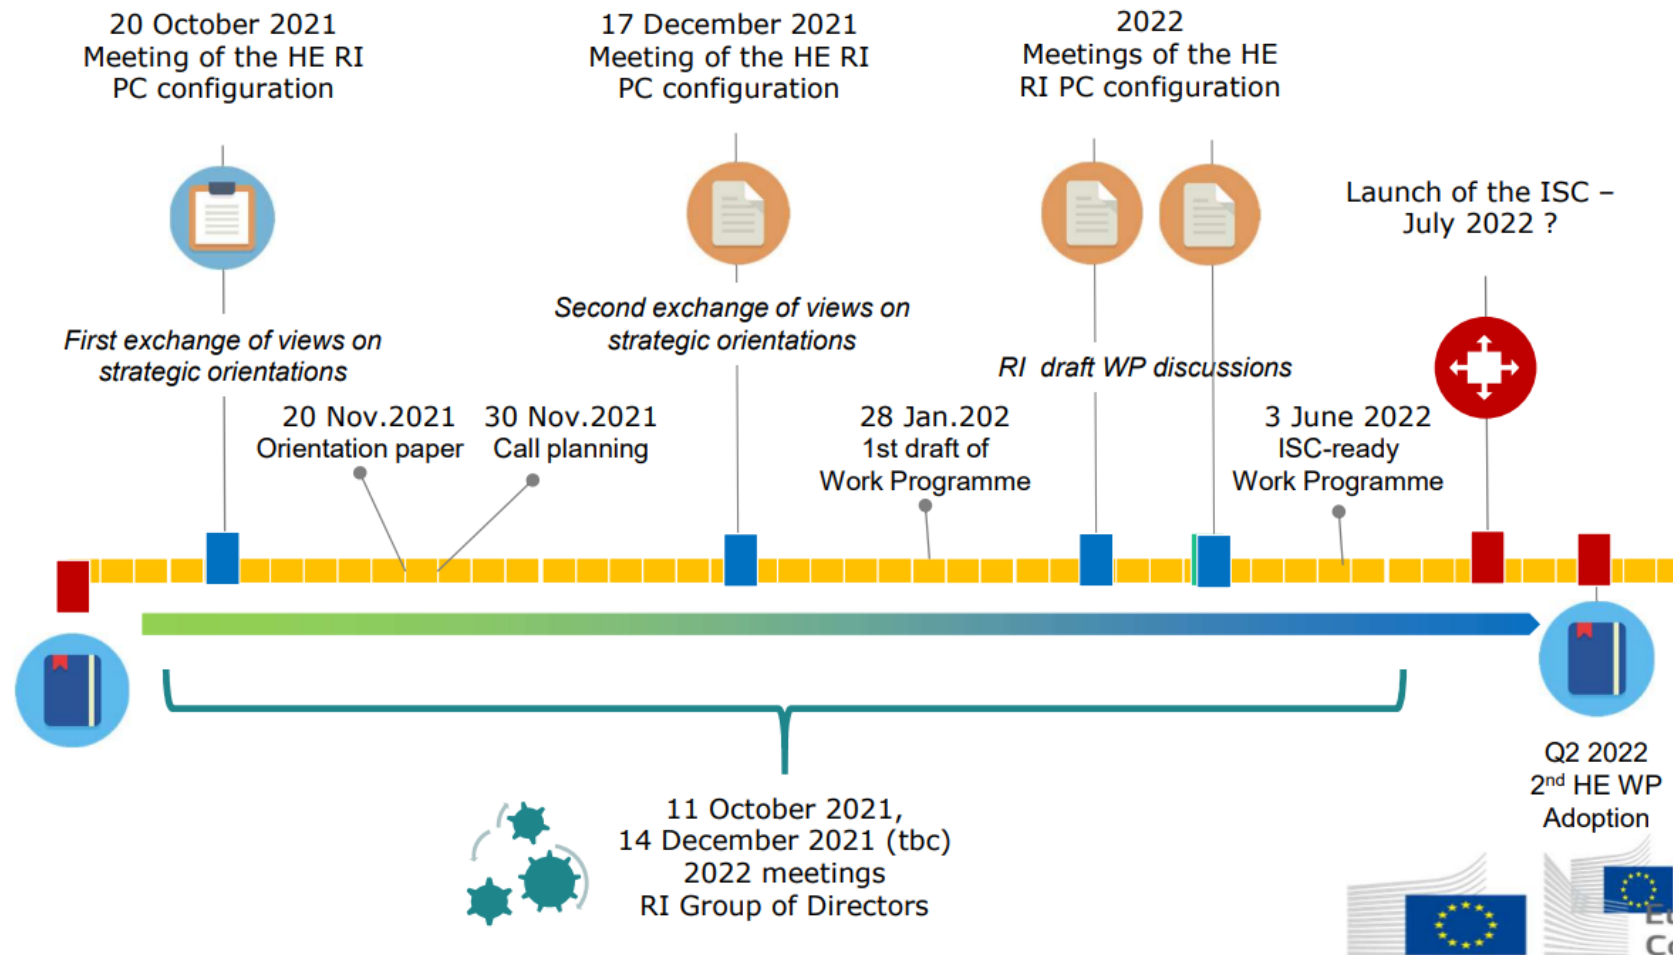 20 October 2021
Meeting of the HE RI
PC configuration
17 December 2021
Meeting of the HE RI
PC configuration
2022
Meetings of the HE
RI PC configuration
Launch of the ISC –
July 2022 ?
First exchange of views on
strategic orientations
Second exchange of views on
strategic orientations
RI  draft WP discussions
20 Nov.2021
Orientation paper
30 Nov.2021
Call planning
28 Jan.202
1st draft of
Work Programme
3 June 2022
ISC-ready
Work Programme
Q2 2022
2nd HE WP
Adoption
11 October 2021,
14 December 2021 (tbc)
2022 meetings
RI Group of Directors